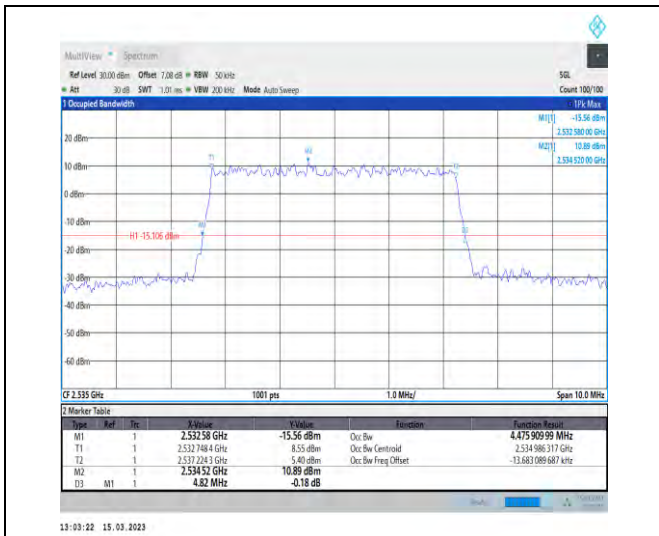 MultiView Spectrum
Ref Level 30.00 dBm Offset 7.08 dB RBW 50 kHz SGL
Att 30 dB SWT 1.01 ms VBW 200 kHz Mode Auto Sweep Count 100/100
1 Occupied Bandwidth 1Pk Max
M1[1] -15.56 dBm
2.532 580 00 GHz
M2[1] 10.89 dBm
2.534 520 00 GHz
20 dBm
M2
T1
T2
10 dBm
0 dBm
-10 dBm
M1
H1 -15.106 dBm
D3
-20 dBm
-30 dBm
-40 dBm
-50 dBm
-60 dBm
CF 2.535 GHz 1001 pts 1.0 MHz/ Span 10.0 MHz
2 Marker Table
Type Ref Trc X-Value Y-Value Function Function Result
M1 1 2.532 58 GHz -15.56 dBm Occ Bw 4.475 909 99 MHz
T1 1 2.532 748 4 GHz 8.55 dBm Occ Bw Centroid 2.534 986 317 GHz
T2 1 2.537 224 3 GHz 5.40 dBm Occ Bw Freq Offset -13.683 089 687 kHz
M2 1 2.534 52 GHz 10.89 dBm
D3 M1 1 4.82 MHz -0.18 dB
13:03:22 15.03.2023